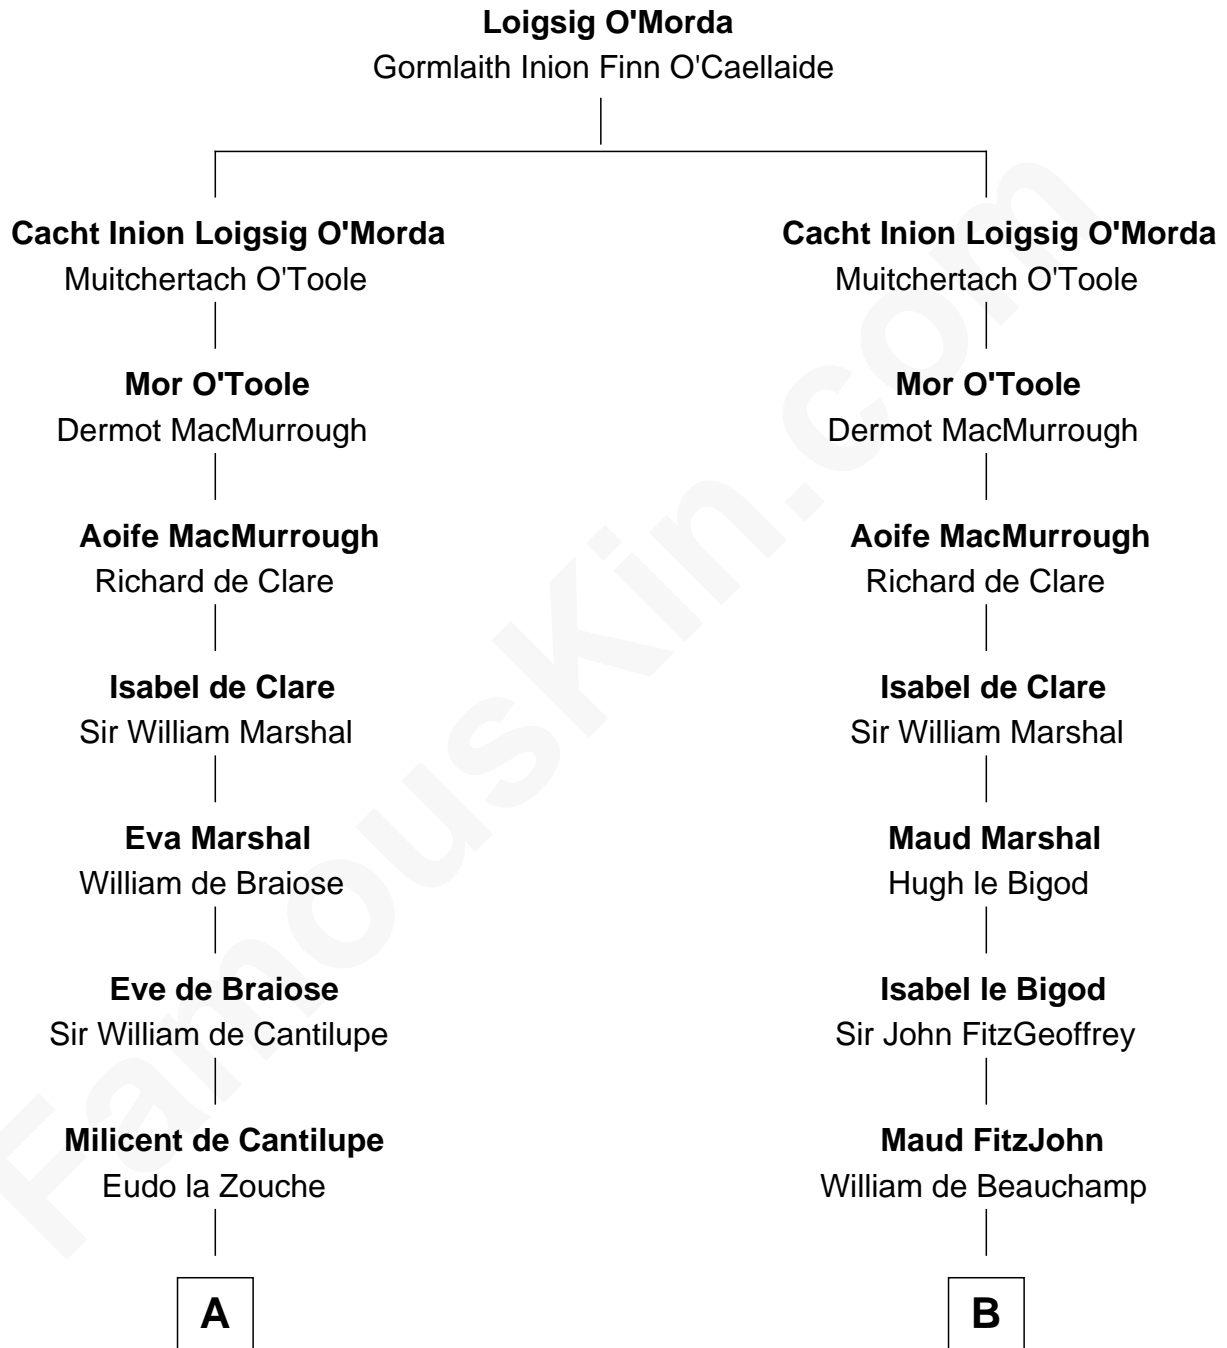 Loigsig O'Morda
Gormlaith Inion Finn O'Caellaide
Cacht Inion Loigsig O'Morda
Muitchertach O'Toole
Mor O'Toole
Dermot MacMurrough
Aoife MacMurrough
Richard de Clare
Isabel de Clare
Sir William Marshal
Eva Marshal
William de Braiose
Eve de Braiose
Sir William de Cantilupe
Milicent de Cantilupe
Eudo la Zouche
A
Cacht Inion Loigsig O'Morda
Muitchertach O'Toole
Mor O'Toole
Dermot MacMurrough
Aoife MacMurrough
Richard de Clare
Isabel de Clare
Sir William Marshal
Maud Marshal
Hugh le Bigod
Isabel le Bigod
Sir John FitzGeoffrey
Maud FitzJohn
William de Beauchamp
B
FamousKin.com